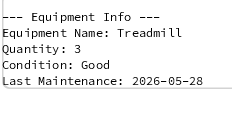 --- Equipment Info ---
Equipment Name: Treadmill
Quantity: 3
Condition: Good
Last Maintenance: 2026-05-28